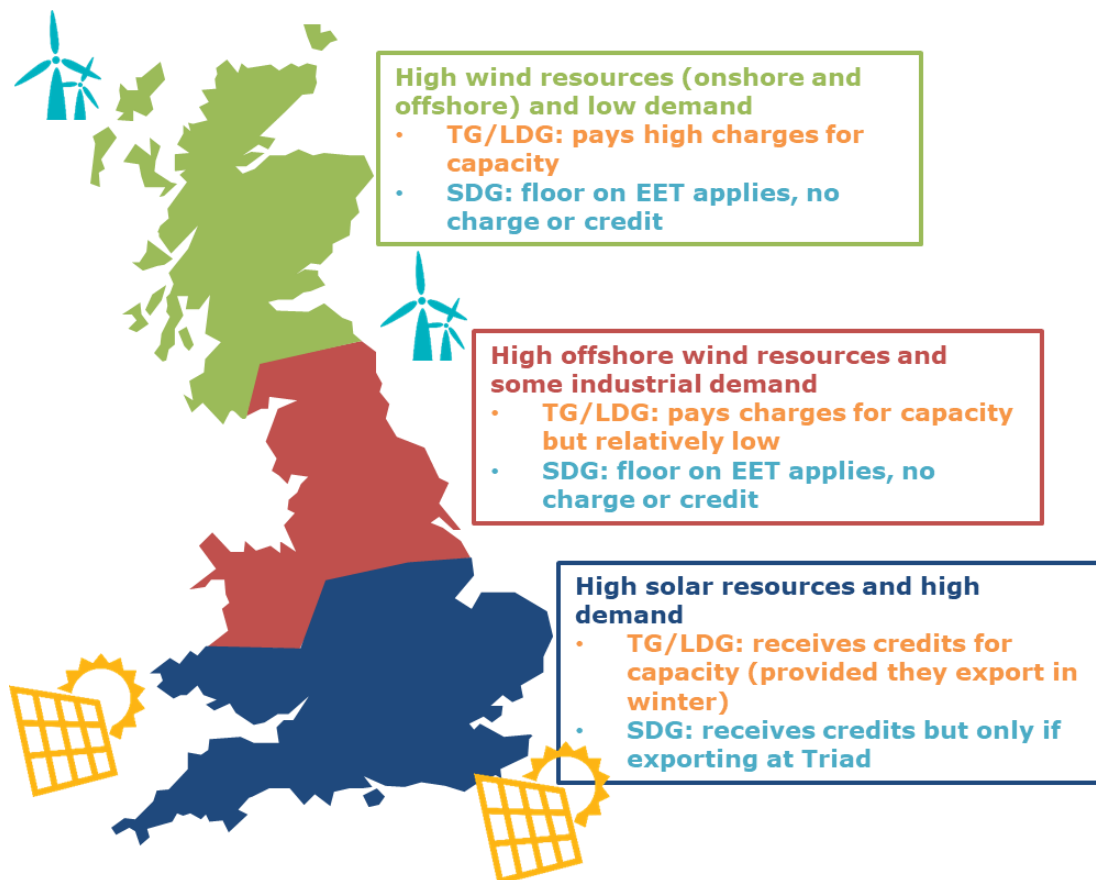 High wind resources (onshore and
offshore) and low demand
• TG/LDG: pays high charges for
capacity
• SDG: floor on EET applies, no
charge or credit
High offshore wind resources and
some industrial demand
• TG/LDG: pays charges for capacity
but relatively low
• SDG: floor on EET applies, no
charge or credit
High solar resources and high
demand
• TG/LDG: receives credits for
capacity (provided they export in
winter)
• SDG: receives credits but only if
exporting at Triad